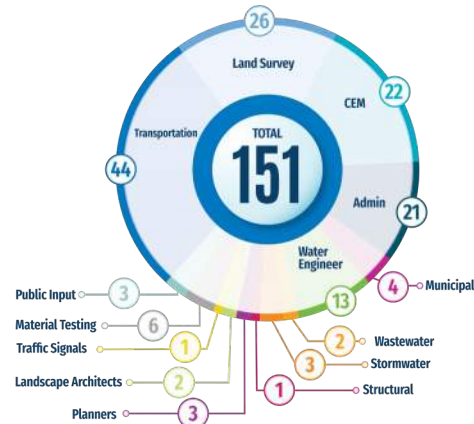 26
Land Survey
22
CEM
Transportation
44
TOTAL
151
Admin
21
Water
Engineer
13
4
Municipal
Public Input
3
Material Testing
6
Traffic Signals
1
Landscape Architects
2
Planners
3
2
Wastewater
3
Stormwater
1
Structural